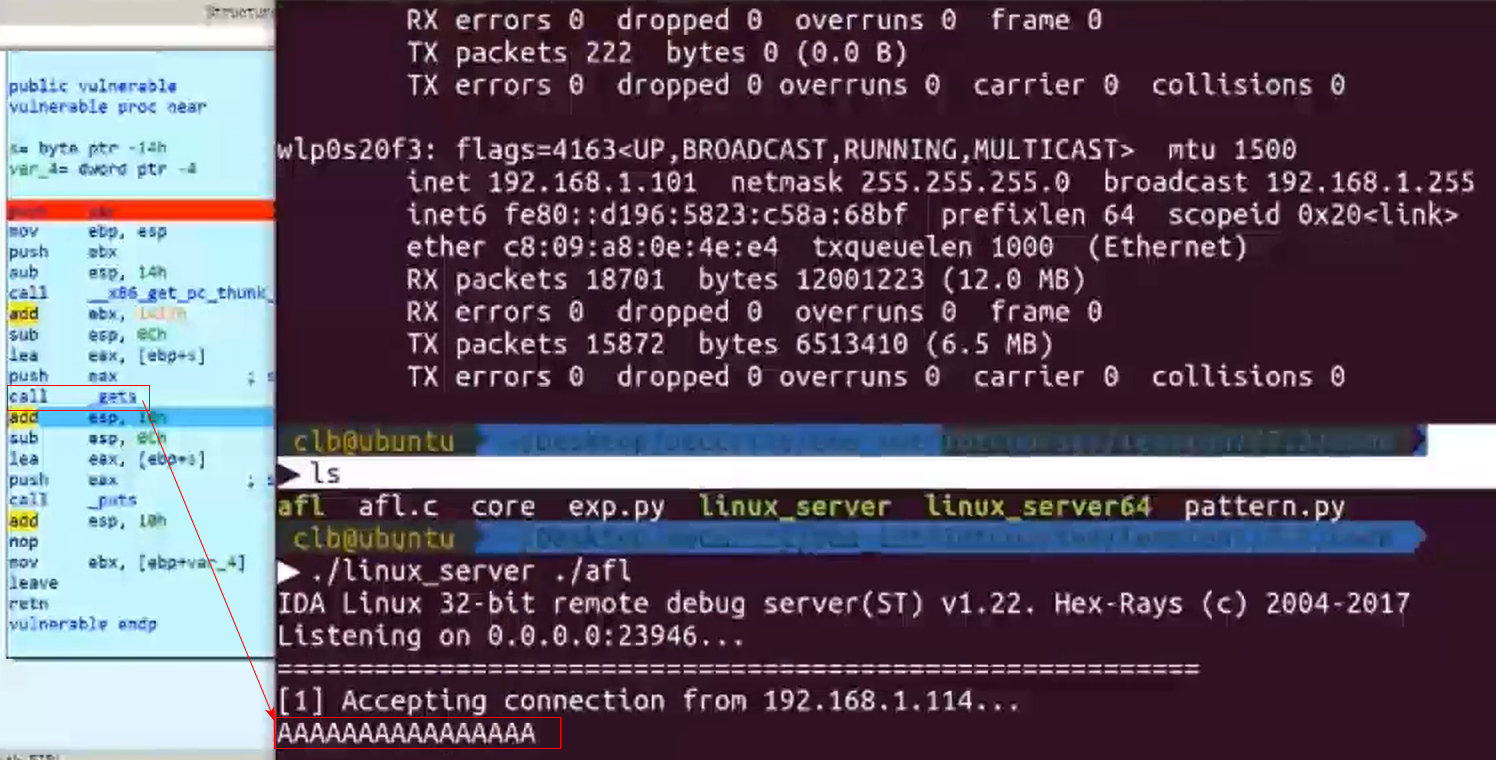 Structure
public vulnerable
vulnerable proc near
s= byte ptr -14h
var_4= dword ptr -4
mov ebp, esp
push ebx
sub esp, 14h
call __x86_get_pc_thunk_
add ebx,
sub esp, 0Ch
lea eax, [ebp+s]
push eax ; s
call _gets
add esp, 10h
sub esp, 0Ch
lea eax, [ebp+s]
push eax ; s
call _puts
add esp, 10h
nop
mov ebx, [ebp+var_4]
leave
retn
vulnerable endp
RX errors 0 dropped 0 overruns 0 frame 0
TX packets 222 bytes 0 (0.0 B)
TX errors 0 dropped 0 overruns 0 carrier 0 collisions 0
wlp0s20f3: flags=4163<UP,BROADCAST,RUNNING,MULTICAST> mtu 1500
inet 192.168.1.101 netmask 255.255.255.0 broadcast 192.168.1.255
inet6 fe80::d196:5823:c58a:68bf prefixlen 64 scopeid 0x20<link>
ether c8:09:a8:0e:4e:e4 txqueuelen 1000 (Ethernet)
RX packets 18701 bytes 12001223 (12.0 MB)
RX errors 0 dropped 0 overruns 0 frame 0
TX packets 15872 bytes 6513410 (6.5 MB)
TX errors 0 dropped 0 overruns 0 carrier 0 collisions 0
clb@ubuntu
ls
afl afl.c core exp.py linux_server linux_server64 pattern.py
clb@ubuntu
./linux_server ./afl
IDA Linux 32-bit remote debug server(ST) v1.22. Hex-Rays (c) 2004-2017
Listening on 0.0.0.0:23946...
=========================================================
[1] Accepting connection from 192.168.1.114...
AAAAAAAAAAAAAAAA